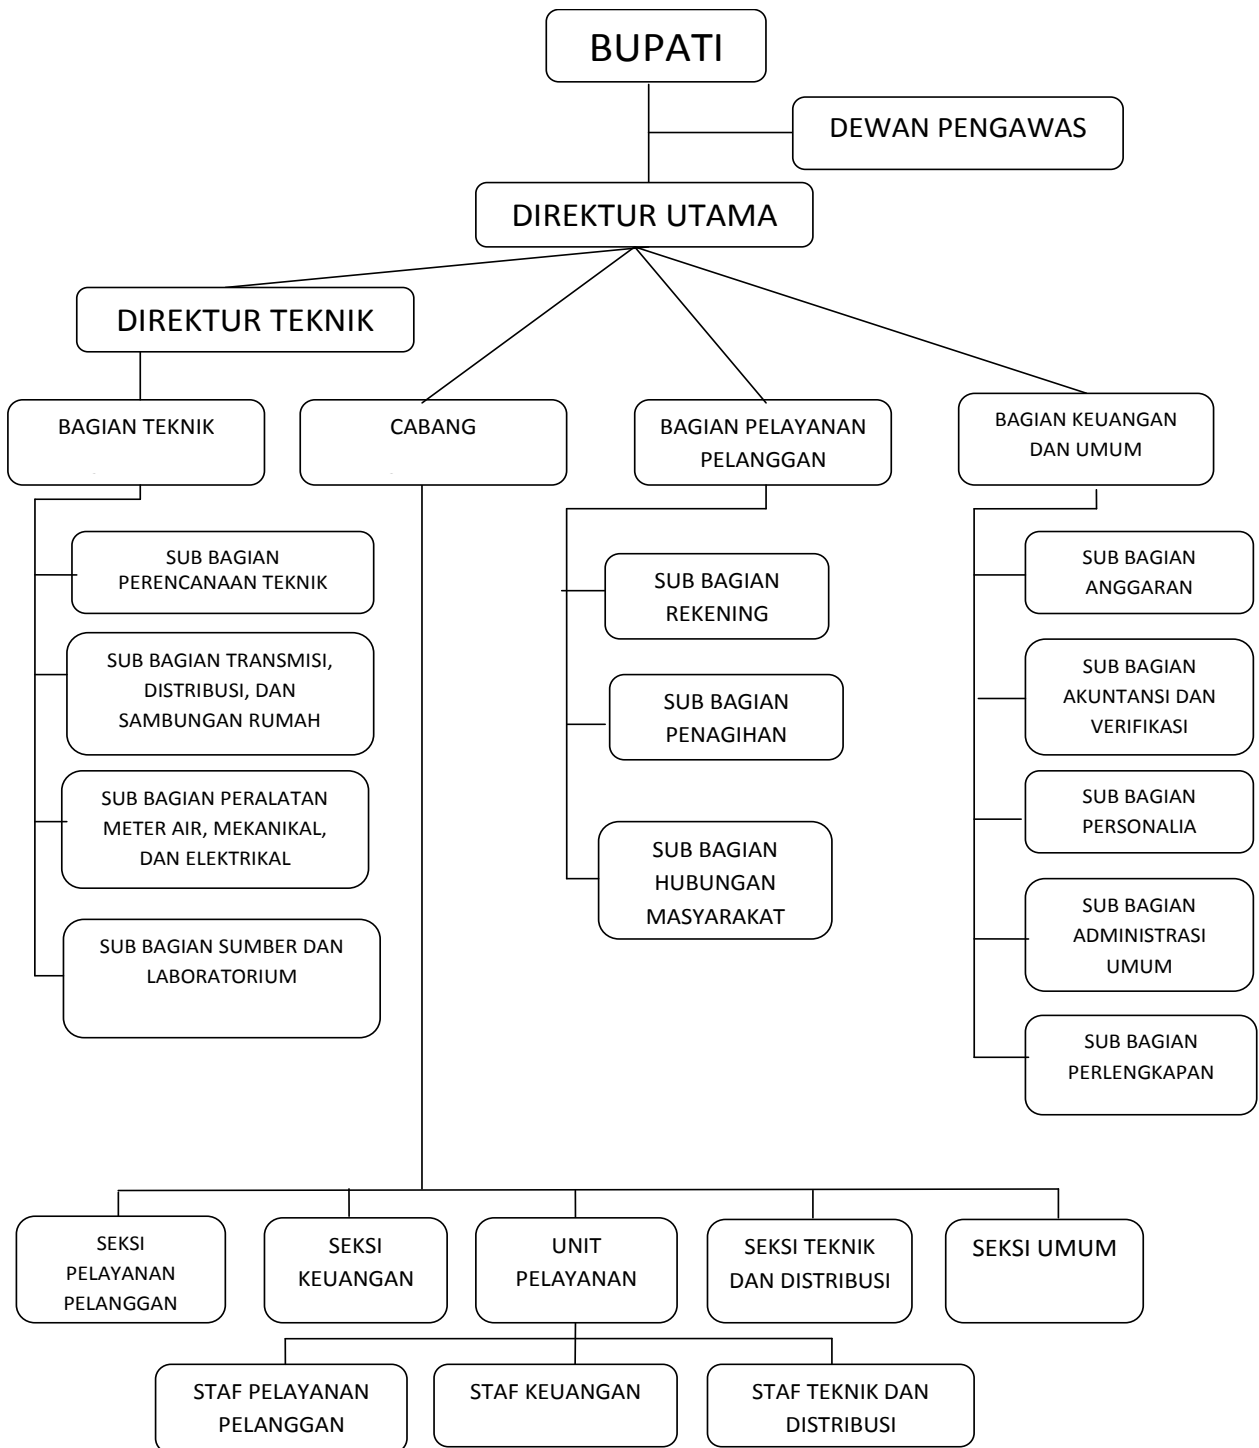 BUPATI
DEWAN PENGAWAS
DIREKTUR UTAMA
DIREKTUR TEKNIK
BAGIAN TEKNIK
CABANG
BAGIAN PELAYANAN
PELANGGAN
BAGIAN KEUANGAN
DAN UMUM
SUB BAGIAN
PERENCANAAN TEKNIK
SUB BAGIAN TRANSMISI,
DISTRIBUSI, DAN
SAMBUNGAN RUMAH
SUB BAGIAN PERALATAN
METER AIR, MEKANIKAL,
DAN ELEKTRIKAL
SUB BAGIAN SUMBER DAN
LABORATORIUM
SUB BAGIAN
REKENING
SUB BAGIAN
PENAGIHAN
SUB BAGIAN
HUBUNGAN
MASYARAKAT
SUB BAGIAN
ANGGARAN
SUB BAGIAN
AKUNTANSI DAN
VERIFIKASI
SUB BAGIAN
PERSONALIA
SUB BAGIAN
ADMINISTRASI
UMUM
SUB BAGIAN
PERLENGKAPAN
SEKSI
PELAYANAN
PELANGGAN
SEKSI
KEUANGAN
UNIT
PELAYANAN
SEKSI TEKNIK
DAN DISTRIBUSI
SEKSI UMUM
STAF PELAYANAN
PELANGGAN
STAF KEUANGAN
STAF TEKNIK DAN
DISTRIBUSI